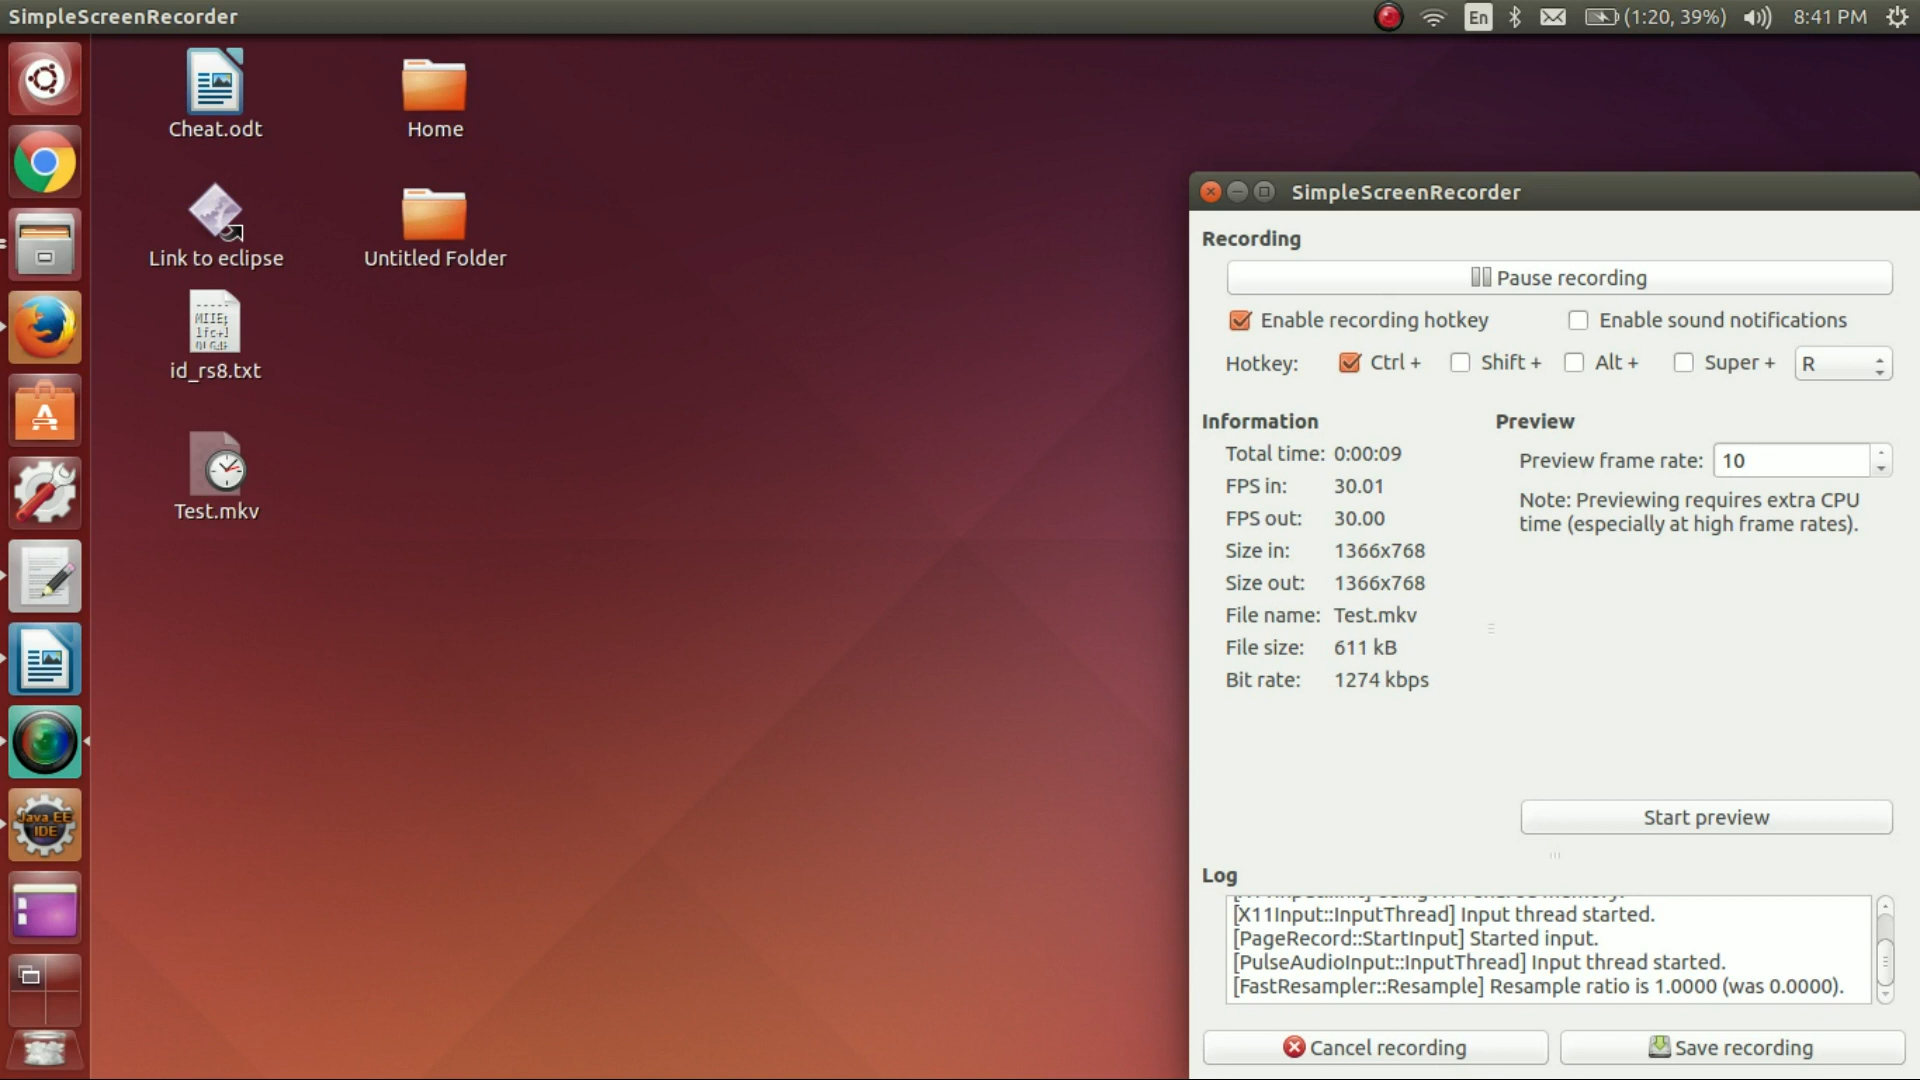 SimpleScreenRecorder
En
(1:20, 39%)
8:41 PM
Cheat.odt
Home
Link to eclipse
Untitled Folder
MIIE;
id_rs8.txt
Test.mkv
Java EE
IDE
SimpleScreenRecorder
Recording
Pause recording
Enable recording hotkey
Enable sound notifications
Hotkey:
Ctrl +
Shift +
Alt +
Super +
R
Information
Total time: 0:00:09
FPS in: 30.01
FPS out: 30.00
Size in: 1366x768
Size out: 1366x768
File name: Test.mkv
File size: 611 kB
Bit rate: 1274 kbps
Preview
Preview frame rate: 10
Note: Previewing requires extra CPU
time (especially at high frame rates).
Start preview
Log
[X11Input::InputThread] Input thread started.
[PageRecord::StartInput] Started input.
[PulseAudioInput::InputThread] Input thread started.
[FastResampler::Resample] Resample ratio is 1.0000 (was 0.0000).
Cancel recording
Save recording